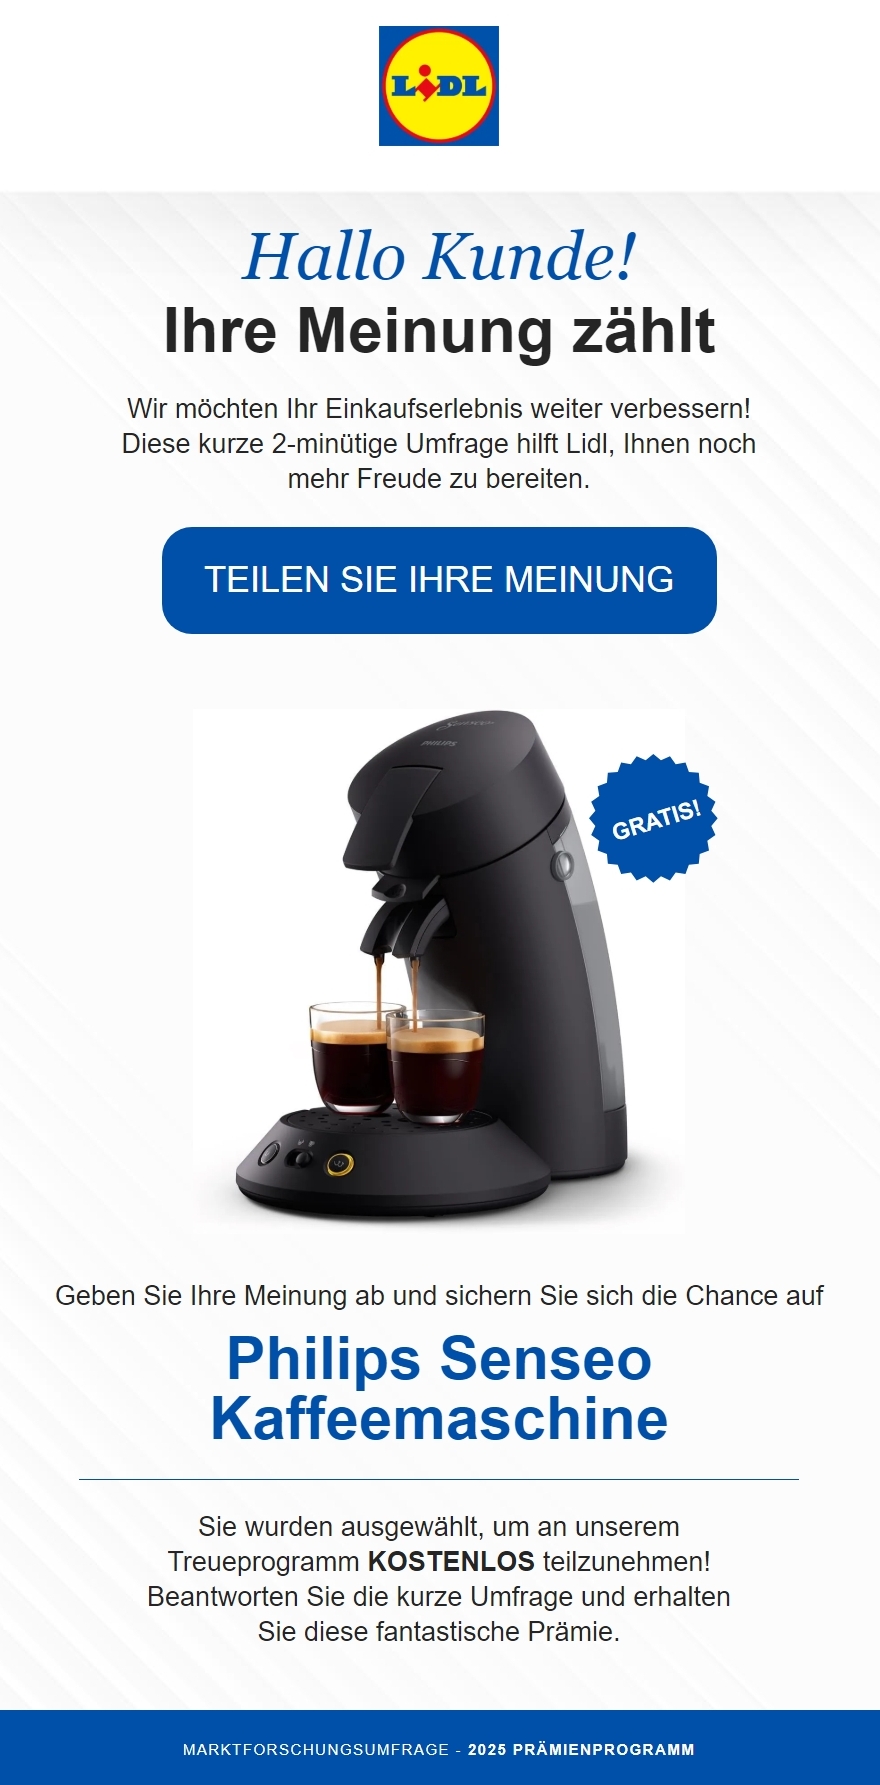 LIDL
Hallo Kunde!
Ihre Meinung zählt
Wir möchten Ihr Einkaufserlebnis weiter verbessern!
Diese kurze 2-minütige Umfrage hilft Lidl, Ihnen noch
mehr Freude zu bereiten.
TEILEN SIE IHRE MEINUNG
Senseo
PHILIPS
GRATIS!
Geben Sie Ihre Meinung ab und sichern Sie sich die Chance auf
Philips Senseo
Kaffeemaschine
Sie wurden ausgewählt, um an unserem
Treueprogramm KOSTENLOS teilzunehmen!
Beantworten Sie die kurze Umfrage und erhalten
Sie diese fantastische Prämie.
MARKTFORSCHUNGSUMFRAGE - 2025 PRÄMIENPROGRAMM